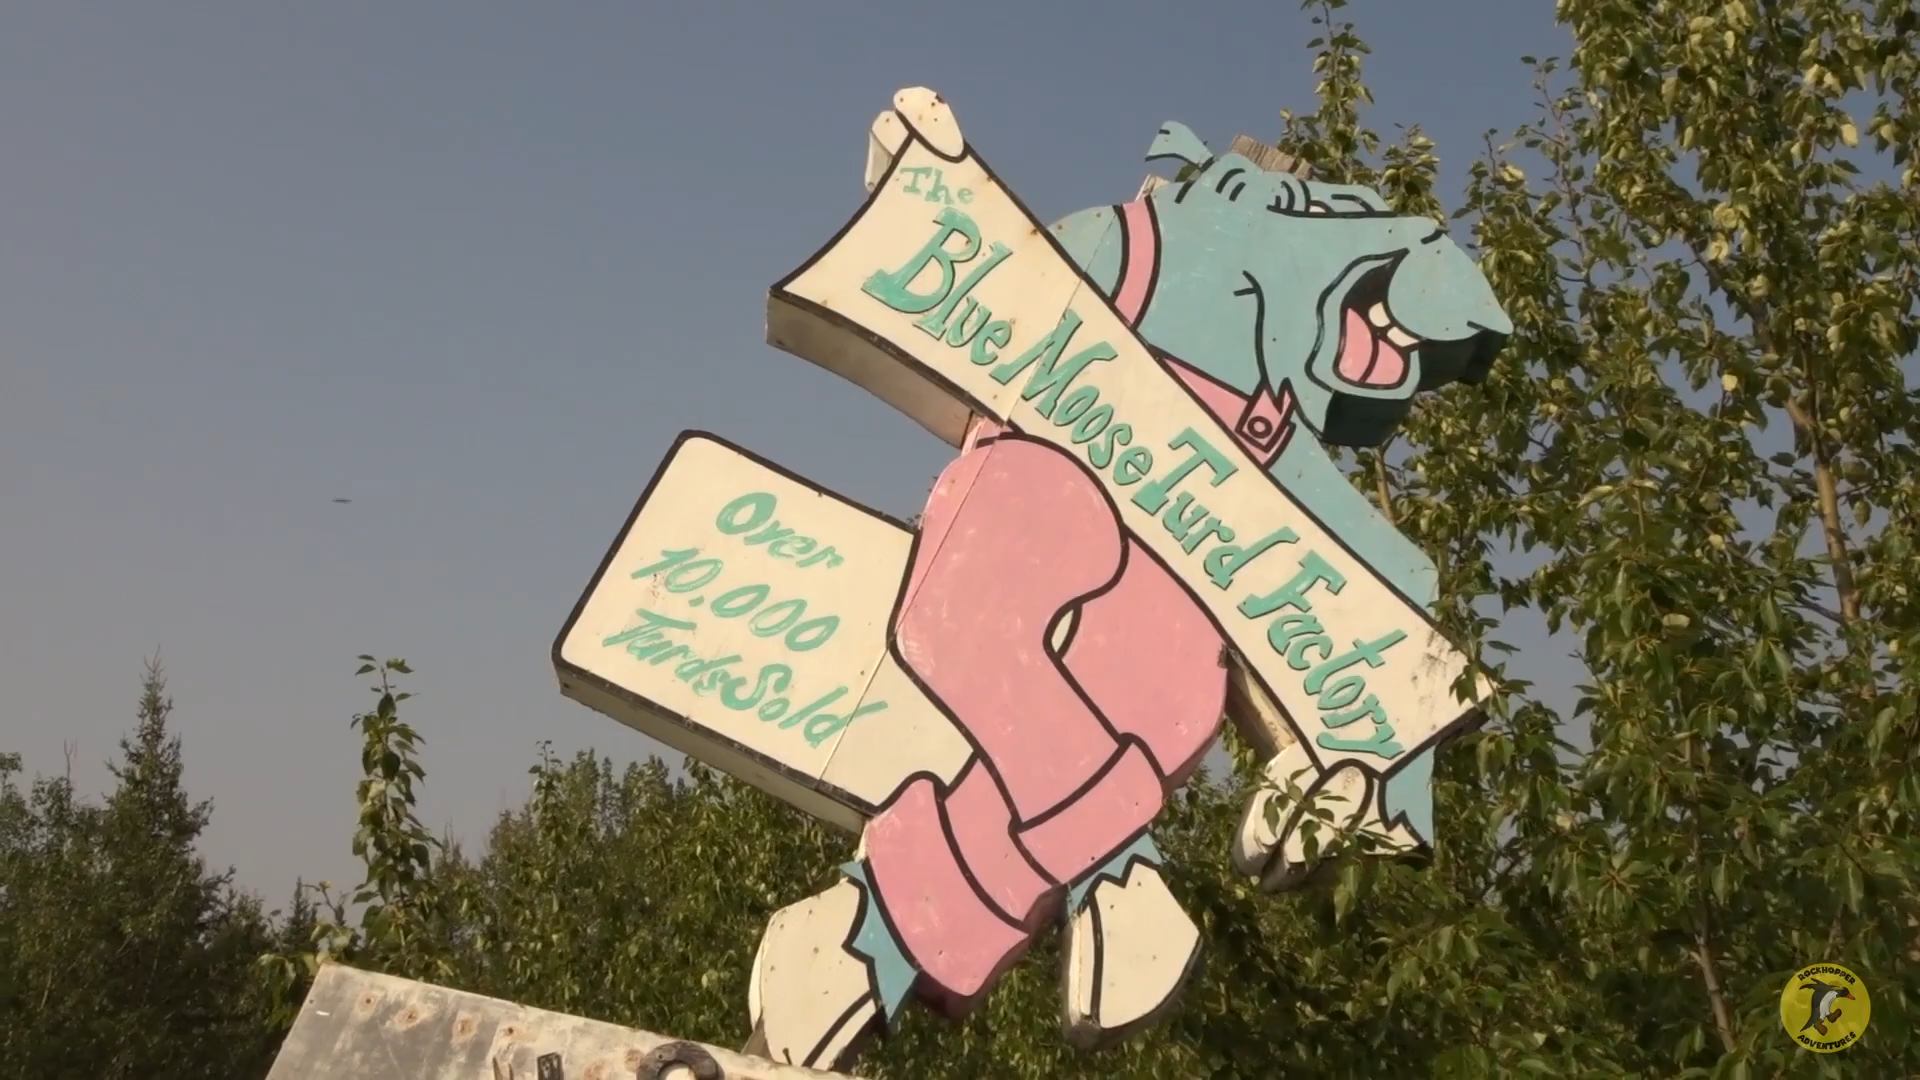 The Blue Moose Turd Factory
Over
10,000
Turds Sold
ROCKHOPPER
ADVENTURES